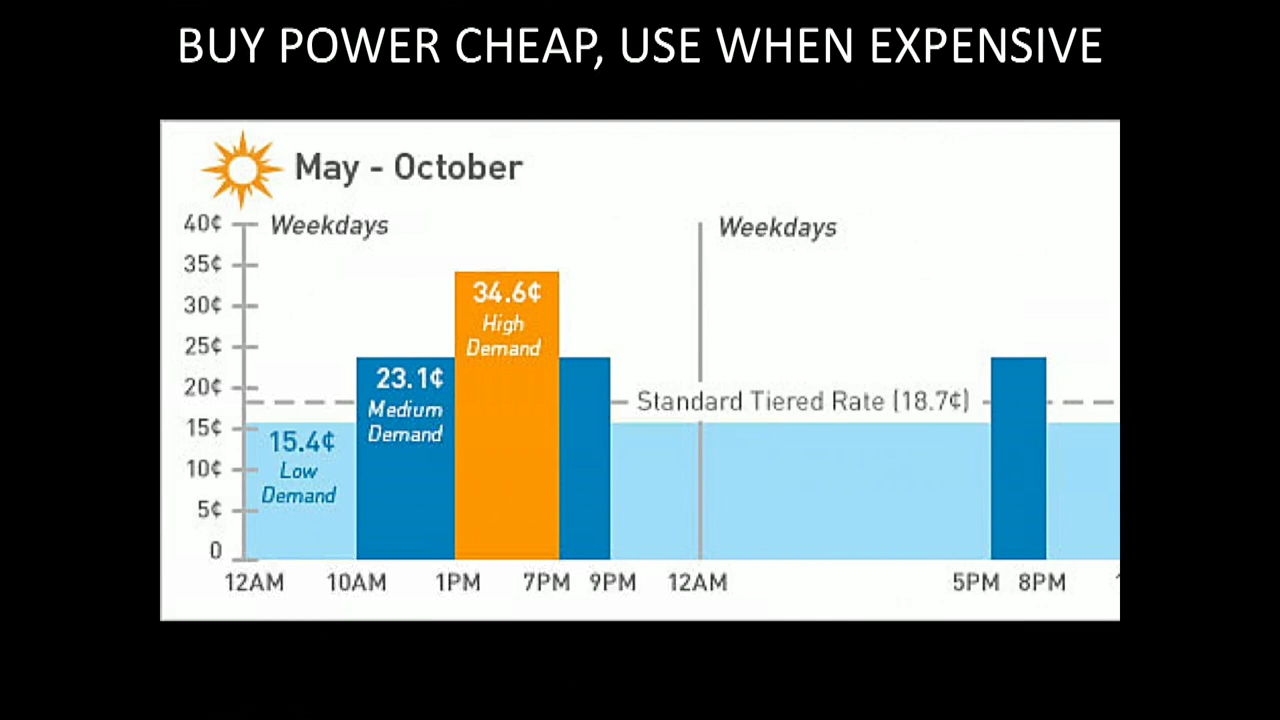 BUY POWER CHEAP, USE WHEN EXPENSIVE
May - October
Weekdays
Weekdays
40¢
35¢
30¢
25¢
20¢
15¢
10¢
5¢
0
34.6¢
High
Demand
23.1¢
Medium
Demand
15.4¢
Low
Demand
Standard Tiered Rate (18.7¢)
12AM 10AM 1PM 7PM 9PM 12AM 5PM 8PM